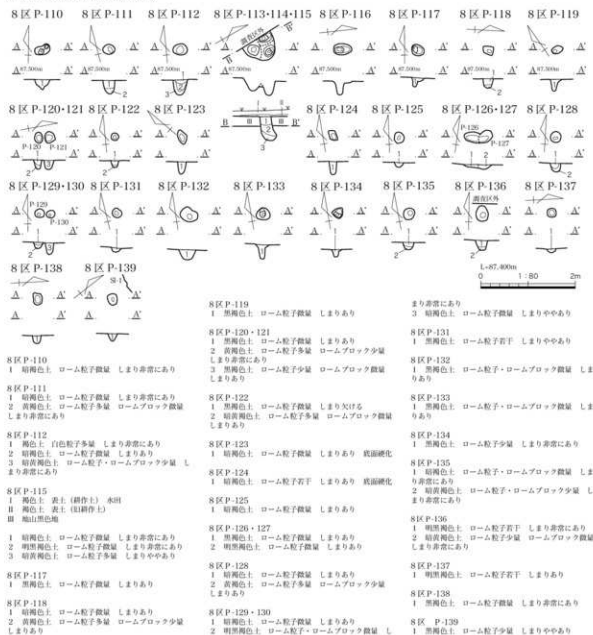 8区 P-110
8区 P-111
8区 P-112
8区 P-113・114・115
8区 P-116
8区 P-117
8区 P-118
8区 P-119
調査区外
A A'
87.500m
B B'
8区 P-120・121
8区 P-122
8区 P-123
8区 P-124
8区 P-125
8区 P-126・127
8区 P-128
P-120 P-121
P-126
P-127
8区 P-129・130
8区 P-131
8区 P-132
8区 P-133
8区 P-134
8区 P-135
8区 P-136
8区 P-137
P-129
P-130
調査区外
8区 P-138
8区 P-139
SI-1
L=87.400m
0 1:80 2m
8区 P-110
1 暗褐色土 ローム粒子微量 しまり非常にあり
8区 P-111
1 暗褐色土 ローム粒子微量 しまり非常にあり
2 黄褐色土 ローム粒子多量 ロームブロック微量
しまり非常にあり
8区 P-112
1 褐色土 白色粒子多量 しまり非常にあり
2 暗褐色土 ローム粒子微量 しまりあり
3 暗黄褐色土 ローム粒子・ロームブロック少量 し
まり非常にあり
8区 P-115
Ⅰ 褐色土 表土（耕作土） 水田
Ⅱ 褐色土 表土（旧耕作土）
Ⅲ 地山黒色地
1 暗褐色土 ローム粒子微量 しまり非常にあり
2 明黒褐色土 ローム粒子微量 しまり非常にあり
3 暗黄褐色土 ローム粒子多量 しまりややあり
8区 P-117
1 黒褐色土 ローム粒子微量 しまりあり
8区 P-118
1 暗褐色土 ローム粒子微量 しまりあり
2 暗黄褐色土 ローム粒子多量 ロームブロック少量
しまりあり
8区 P-119
1 黒褐色土 ローム粒子微量 しまりあり
8区 P-120・121
1 黒褐色土 ローム粒子微量 しまりあり
2 黄褐色土 ローム粒子多量 ロームブロック少量
しまり非常にあり
3 黒褐色土 ローム粒子少量 ロームブロック微量
しまりあり
8区 P-122
1 黒褐色土 ローム粒子微量 しまり欠ける
2 暗黄褐色土 ローム粒子多量 ロームブロック微量
しまりあり
8区 P-123
1 暗褐色土 ローム粒子微量 しまりあり 底面硬化
8区 P-124
1 暗褐色土 ローム粒子若干 しまりあり 底面硬化
8区 P-125
1 暗褐色土 ローム粒子微量 しまりあり
8区 P-126・127
1 黒褐色土 ローム粒子微量 しまりあり
2 明黒褐色土 ローム粒子微量 しまりあり
8区 P-128
1 暗褐色土 ローム粒子微量 しまりあり
2 黄褐色土 ローム粒子多量 ロームブロック少量
しまりあり
8区 P-129・130
1 暗褐色土 ローム粒子微量 しまりあり
2 明黒褐色土 ローム粒子・ロームブロック微量 し
まり非常にあり
3 暗褐色土 ローム粒子微量 しまりややあり
8区 P-131
1 黒褐色土 ローム粒子若干 しまりややあり
8区 P-132
1 黒褐色土 ローム粒子・ロームブロック微量 しま
りあり
8区 P-133
1 黒褐色土 ローム粒子・ロームブロック微量 しま
りあり
8区 P-134
1 黒褐色土 ローム粒子少量 しまり非常にあり
8区 P-135
1 暗褐色土 ローム粒子・ロームブロック微量 しま
り非常にあり
2 暗黄褐色土 ローム粒子・ロームブロック少量 し
まり非常にあり
8区 P-136
1 明黒褐色土 ローム粒子若干 しまり非常にあり
2 暗黄褐色土 ローム粒子少量 ロームブロック微量
しまり非常にあり
8区 P-137
1 明黒褐色土 ローム粒子若干 しまりあり
8区 P-138
1 黒褐色土 ローム粒子微量 しまり非常にあり
8区 P-139
1 黒褐色土 ローム粒子少量 しまりややあり